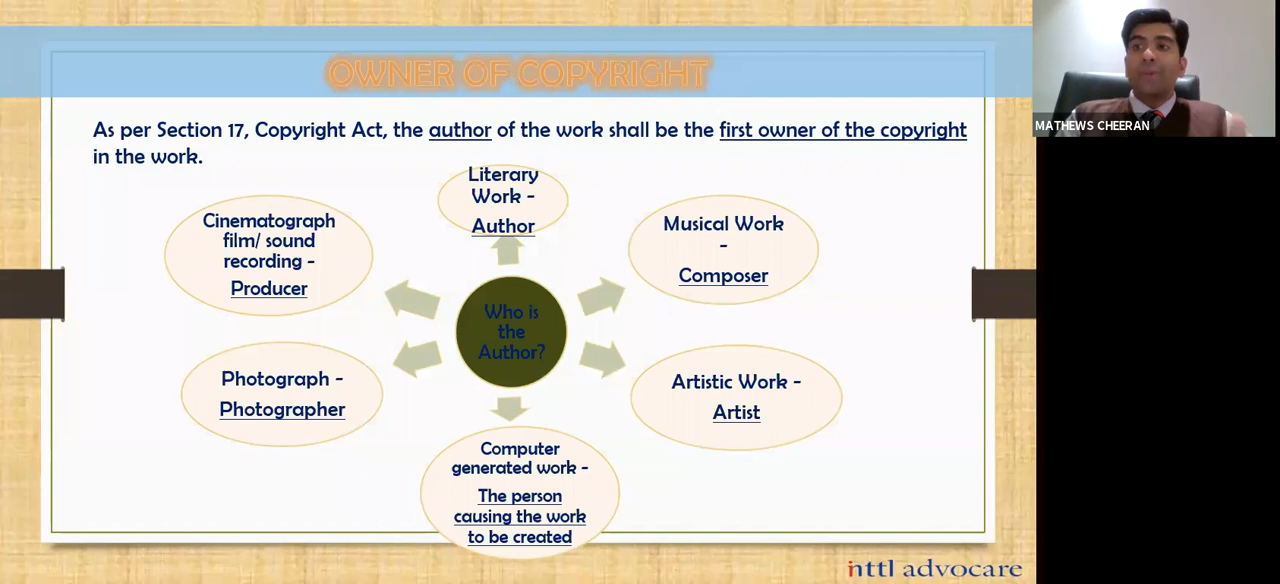 OWNER OF COPYRIGHT
MATHEWS CHEERAN
As per Section 17, Copyright Act, the author of the work shall be the first owner of the copyright
in the work.
Literary
Work -
Author
Cinematograph
film/ sound
recording -
Producer
Musical Work
-
Composer
Who is
the
Author?
Photograph -
Photographer
Artistic Work -
Artist
Computer
generated work -
The person
causing the work
to be created
inttl advocare